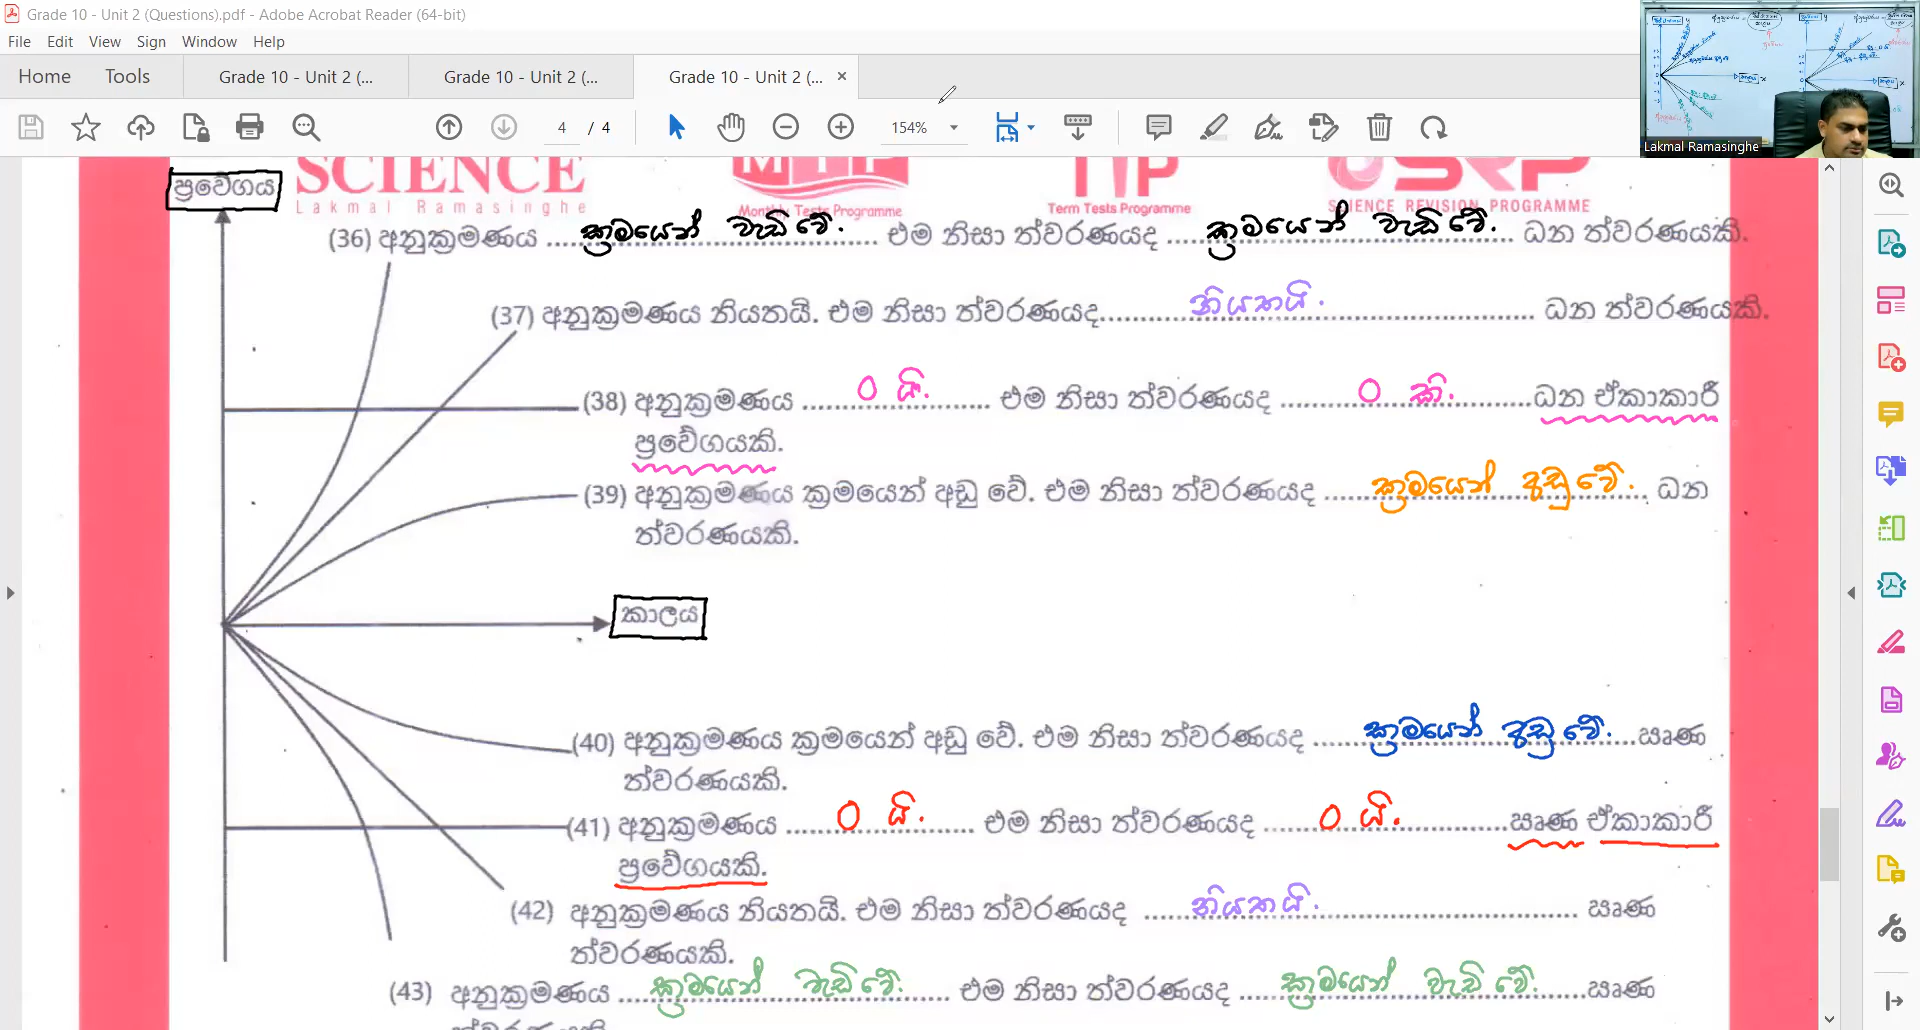 Grade 10 - Unit 2 (Questions).pdf - Adobe Acrobat Reader (64-bit)
File Edit View Sign Window Help
Home Tools Grade 10 - Unit 2 (... Grade 10 - Unit 2 (... Grade 10 - Unit 2 (... ×
4 / 4 154%
Lakmal Ramasinghe
SCIENCE MTP TTP SRP
Lakmal Ramasinghe Monthly Tests Programme Term Tests Programme SCIENCE REVISION PROGRAMME
ප්‍රවේගය
(36) අනුක්‍රමණය ක්‍රමයෙන් වැඩි වේ. එම නිසා ත්වරණයද ක්‍රමයෙන් වැඩි වේ. ධන ත්වරණයකි.
(37) අනුක්‍රමණය නියතයි. එම නිසා ත්වරණයද නියතයි. ධන ත්වරණයකි.
(38) අනුක්‍රමණය 0 යි. එම නිසා ත්වරණයද 0 කි. ධන ඒකාකාරී
ප්‍රවේගයකි.
(39) අනුක්‍රමණය ක්‍රමයෙන් අඩු වේ. එම නිසා ත්වරණයද ක්‍රමයෙන් අඩු වේ. ධන
ත්වරණයකි.
කාලය
(40) අනුක්‍රමණය ක්‍රමයෙන් අඩු වේ. එම නිසා ත්වරණයද ක්‍රමයෙන් අඩු වේ. ඍණ
ත්වරණයකි.
(41) අනුක්‍රමණය 0 යි. එම නිසා ත්වරණයද 0 යි. ඍණ ඒකාකාරී
ප්‍රවේගයකි.
(42) අනුක්‍රමණය නියතයි. එම නිසා ත්වරණයද නියතයි. ඍණ
ත්වරණයකි.
(43) අනුක්‍රමණය ක්‍රමයෙන් වැඩි වේ. එම නිසා ත්වරණයද ක්‍රමයෙන් වැඩි වේ. ඍණ